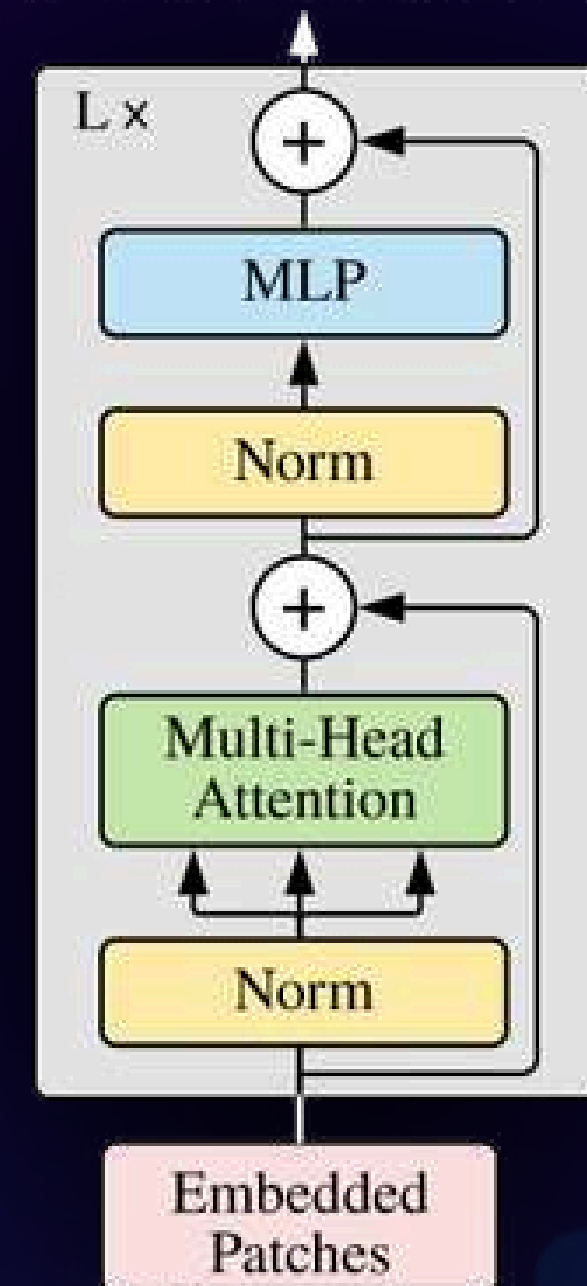 L ×
+
MLP
Norm
+
Multi-Head
Attention
Norm
Embedded
Patches